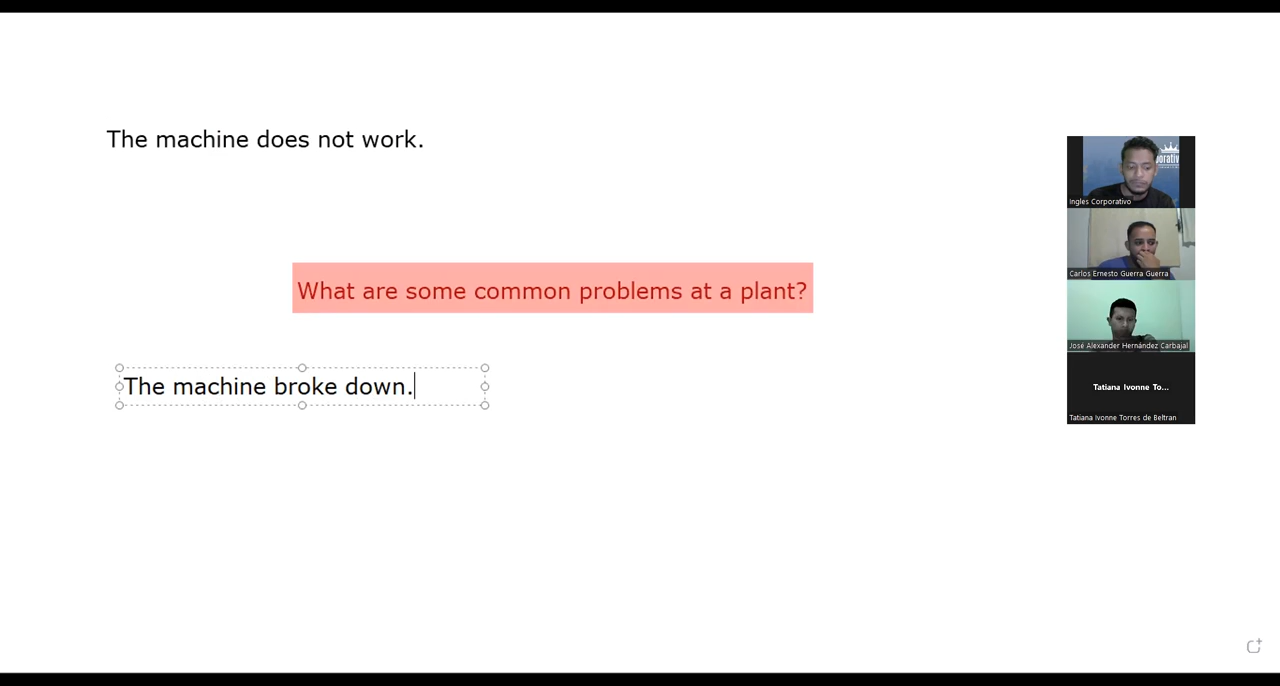 The machine does not work.
What are some common problems at a plant?
The machine broke down.
orativ
Ingles Corporativo
Carlos Ernesto Guerra Guerra
José Alexander Hernández Carbajal
Tatiana Ivonne To...
Tatiana Ivonne Torres de Beltran